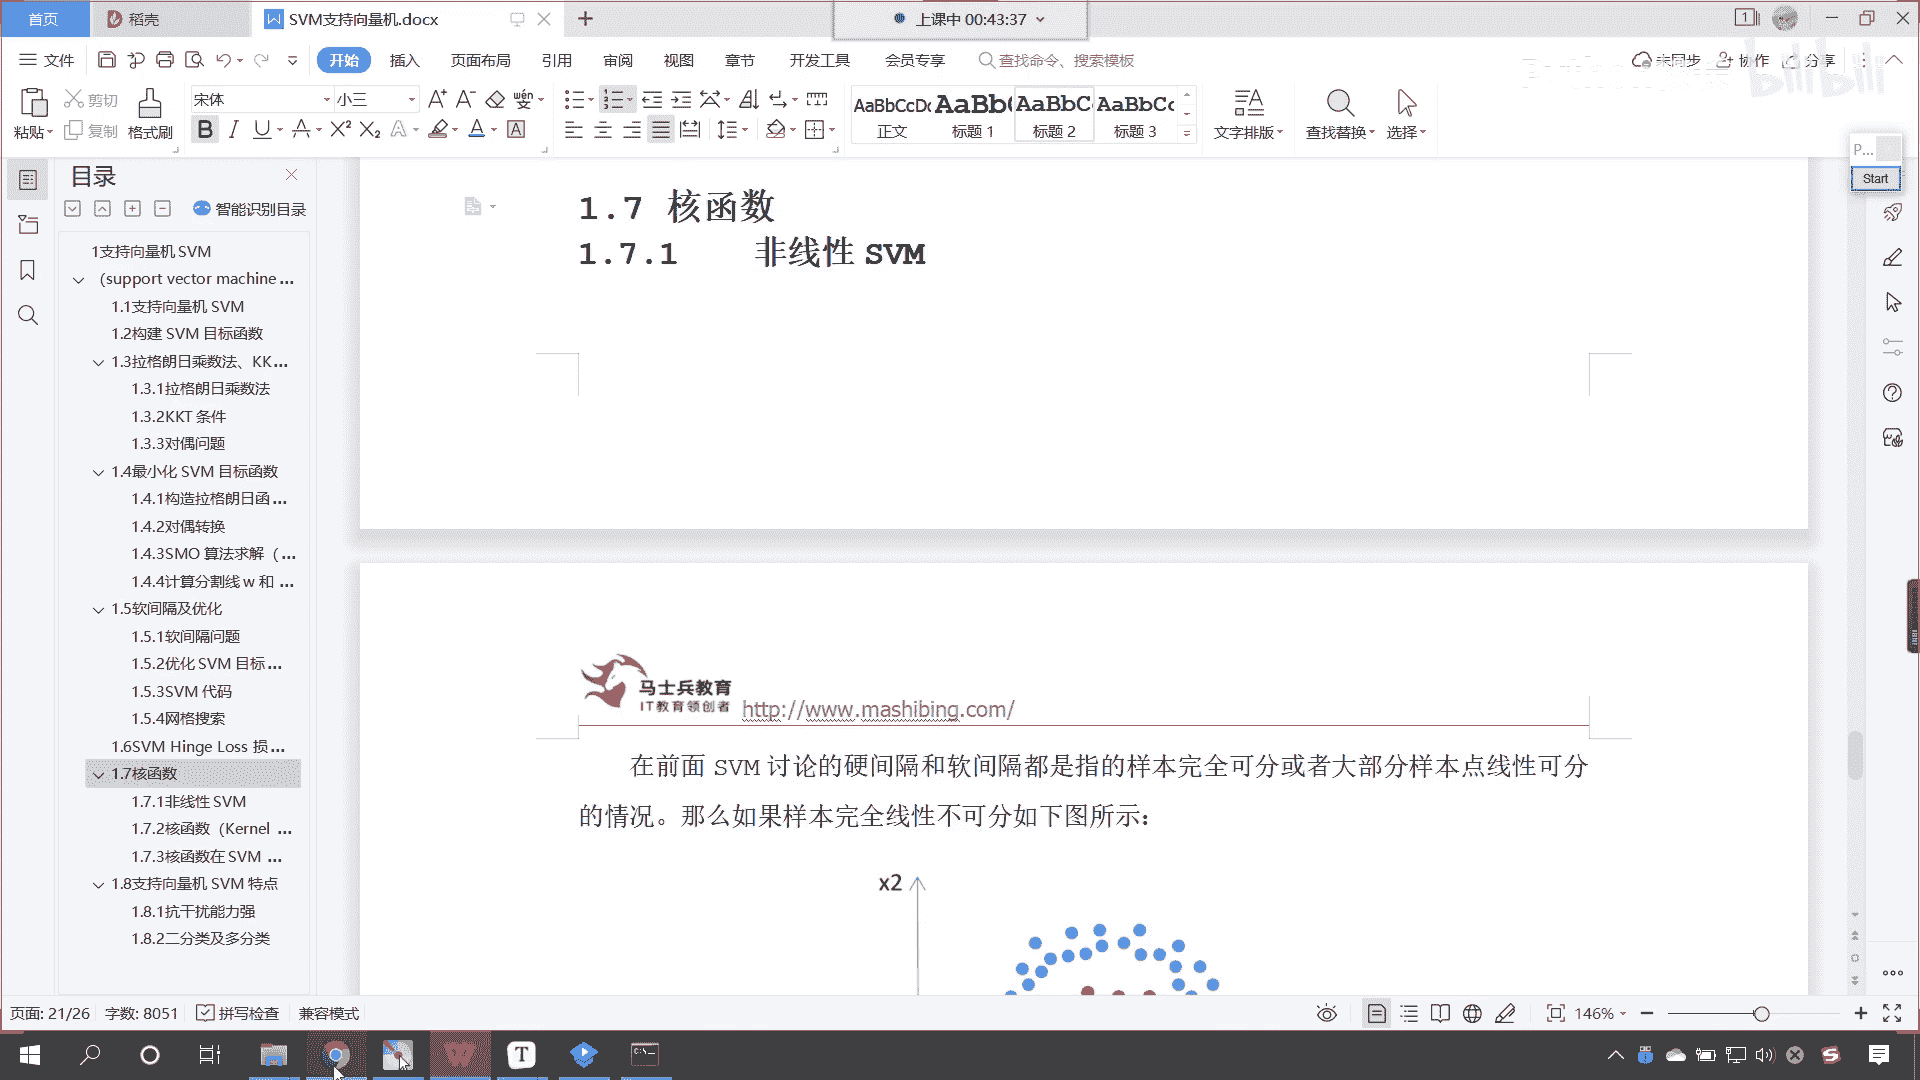 首页
稻壳
SVM支持向量机.docx
上课中 00:43:37
1
文件
开始
插入
页面布局
引用
审阅
视图
章节
开发工具
会员专享
查找命令、搜索模板
未同步
协作
分享
bilibili
粘贴
剪切
复制
格式刷
宋体
小三
AaBbCcDc
正文
AaBb(
标题 1
AaBbC
标题 2
AaBbCc
标题 3
文字排版
查找替换
选择
P...
Start
目录
智能识别目录
1支持向量机 SVM
（support vector machine ...
1.1支持向量机 SVM
1.2构建 SVM 目标函数
1.3拉格朗日乘数法、KK...
1.3.1拉格朗日乘数法
1.3.2KKT 条件
1.3.3对偶问题
1.4最小化 SVM 目标函数
1.4.1构造拉格朗日函 ...
1.4.2对偶转换
1.4.3SMO 算法求解（ ...
1.4.4计算分割线 w 和 ...
1.5软间隔及优化
1.5.1软间隔问题
1.5.2优化 SVM 目标 ...
1.5.3SVM 代码
1.5.4网格搜索
1.6SVM Hinge Loss 损 ...
1.7核函数
1.7.1非线性 SVM
1.7.2核函数（Kernel ...
1.7.3核函数在 SVM ...
1.8支持向量机 SVM 特点
1.8.1抗干扰能力强
1.8.2二分类及多分类
1.7 核函数
1.7.1 非线性 SVM
马士兵教育
IT教育领创者
http://www.mashibing.com/
在前面 SVM 讨论的硬间隔和软间隔都是指的样本完全可分或者大部分样本点线性可分
的情况。那么如果样本完全线性不可分如下图所示：
x2
页面: 21/26
字数: 8051
拼写检查
兼容模式
146%